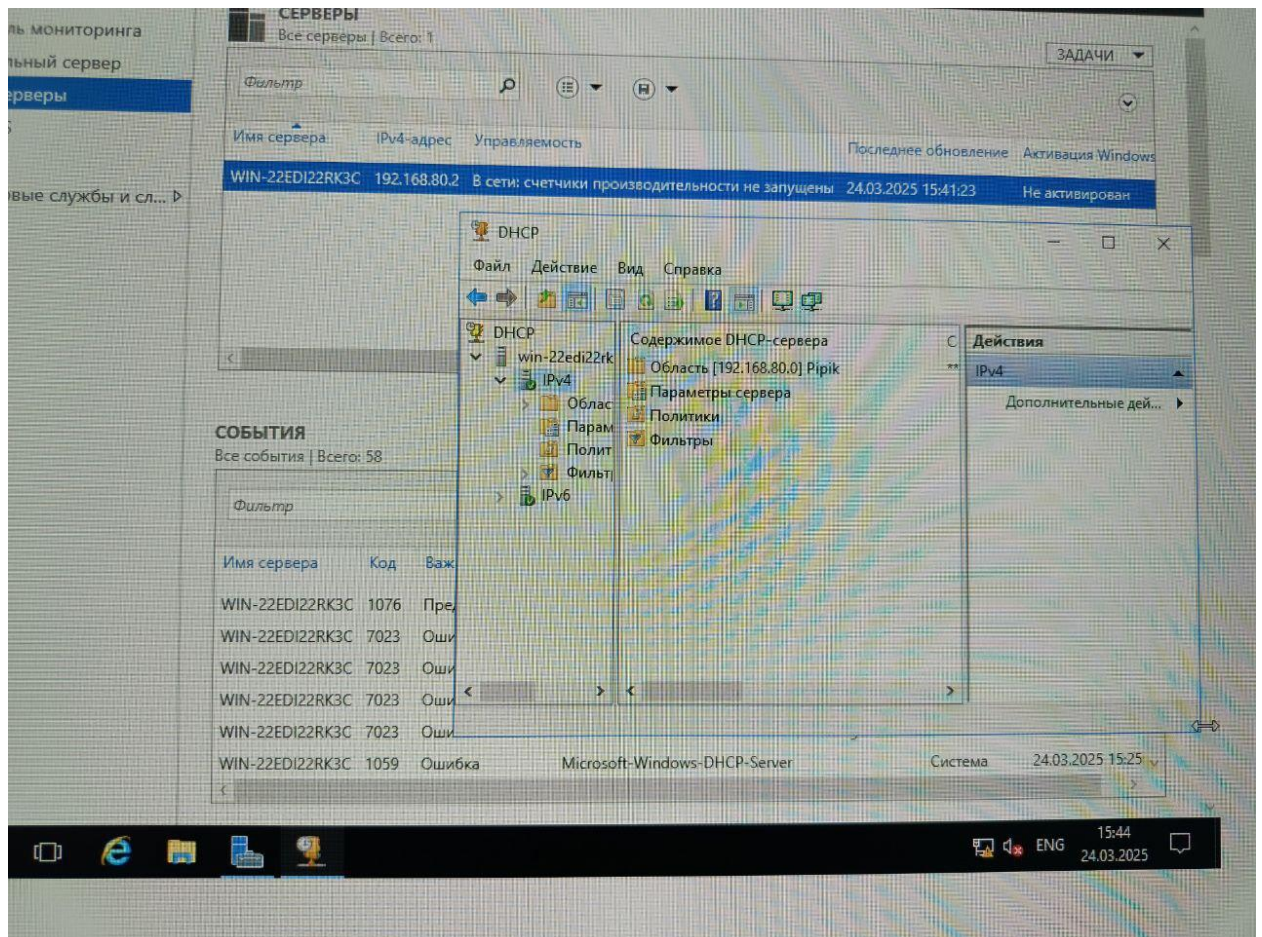 СЕРВЕРЫ
Все серверы | Всего: 1
ЗАДАЧИ
мониторинга
сервер
Фильтр
Имя сервера IPv4-адрес Управляемость Последнее обновление Активация Windows
WIN-22EDI22RK3C 192.168.80.2 В сети: счетчики производительности не запущены 24.03.2025 15:41:23 Не активирован
службы и сл...
DHCP
Файл Действие Вид Справка
DHCP
win-22edi22rk
IPv4
Облас
Парам
Полит
Фильт
IPv6
Содержимое DHCP-сервера С
Область [192.168.80.0] Pipik **
Параметры сервера
Политики
Фильтры
Действия
IPv4
Дополнительные дей...
СОБЫТИЯ
Все события | Всего: 58
Фильтр
Имя сервера Код Важ
WIN-22EDI22RK3C 1076 Пре
WIN-22EDI22RK3C 7023 Оши
WIN-22EDI22RK3C 7023 Оши
WIN-22EDI22RK3C 7023 Оши
WIN-22EDI22RK3C 7023 Оши
WIN-22EDI22RK3C 1059 Ошибка Microsoft-Windows-DHCP-Server Система 24.03.2025 15:25
ENG
15:44
24.03.2025